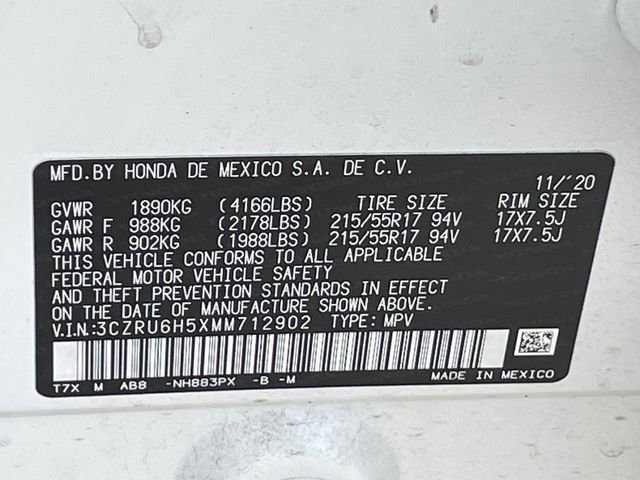 MFD.BY HONDA DE MEXICO S.A. DE C.V. 11/'20
GVWR 1890KG (4166LBS) TIRE SIZE RIM SIZE
GAWR F 988KG (2178LBS) 215/55R17 94V 17X7.5J
GAWR R 902KG (1988LBS) 215/55R17 94V 17X7.5J
THIS VEHICLE CONFORMS TO ALL APPLICABLE
FEDERAL MOTOR VEHICLE SAFETY
AND THEFT PREVENTION STANDARDS IN EFFECT
ON THE DATE OF MANUFACTURE SHOWN ABOVE.
V.I.N.:3CZRU6H5XMM712902 TYPE: MPV
T7X M AB8 -NH883PX -B -M MADE IN MEXICO